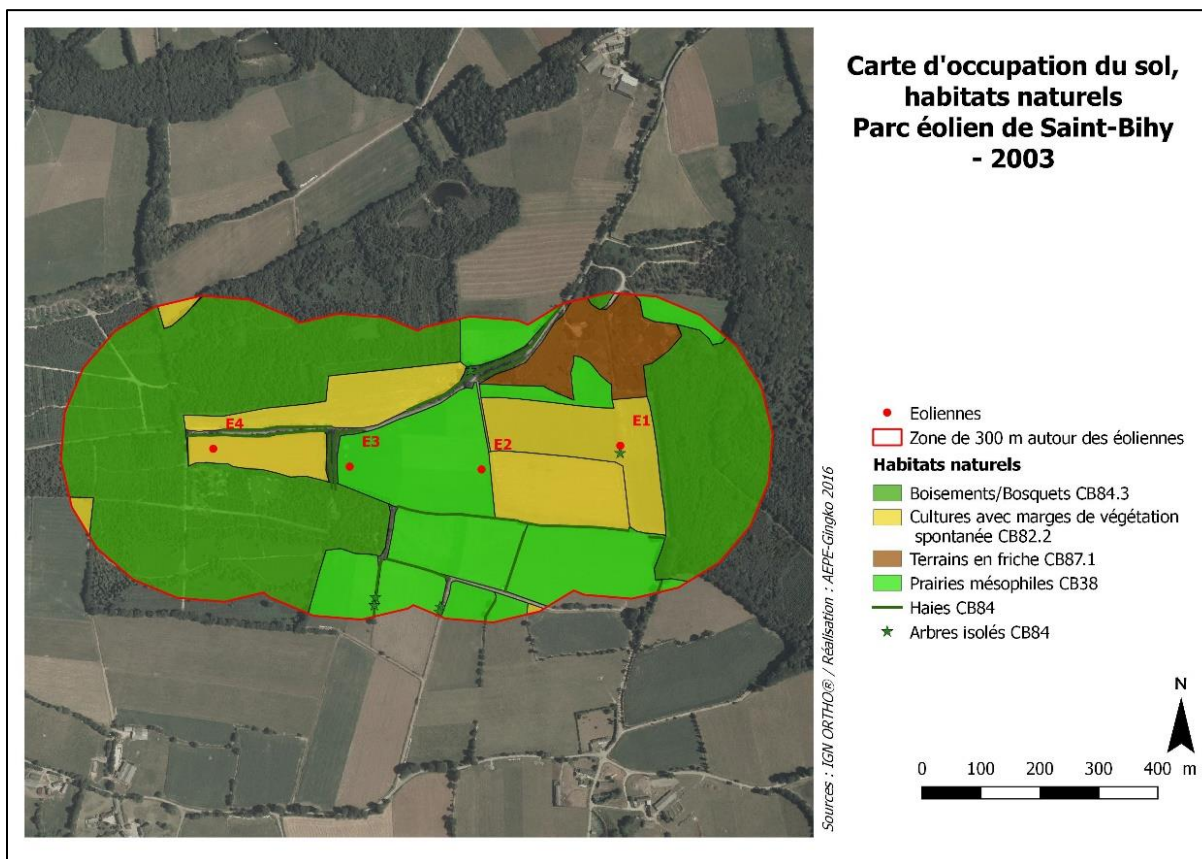 Carte d'occupation du sol,
habitats naturels
Parc éolien de Saint-Bihy
- 2003
E1
E2
E3
E4
Eoliennes
Zone de 300 m autour des éoliennes
Habitats naturels
Boisements/Bosquets CB84.3
Cultures avec marges de végétation
spontanée CB82.2
Terrains en friche CB87.1
Prairies mésophiles CB38
Haies CB84
Arbres isolés CB84
Sources : IGN ORTHO® / Réalisation : AEPE-Gingko 2016
N
0 100 200 300 400 m